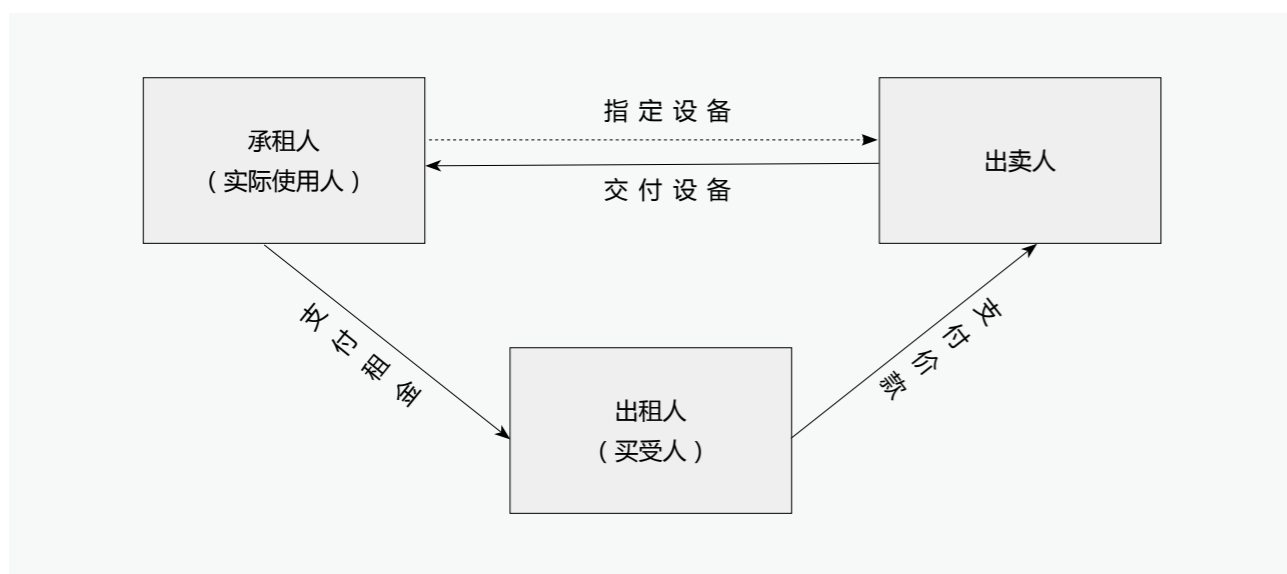 指定设备
承租人
（实际使用人）
出卖人
交付设备
支付租金
支付价款
出租人
（买受人）